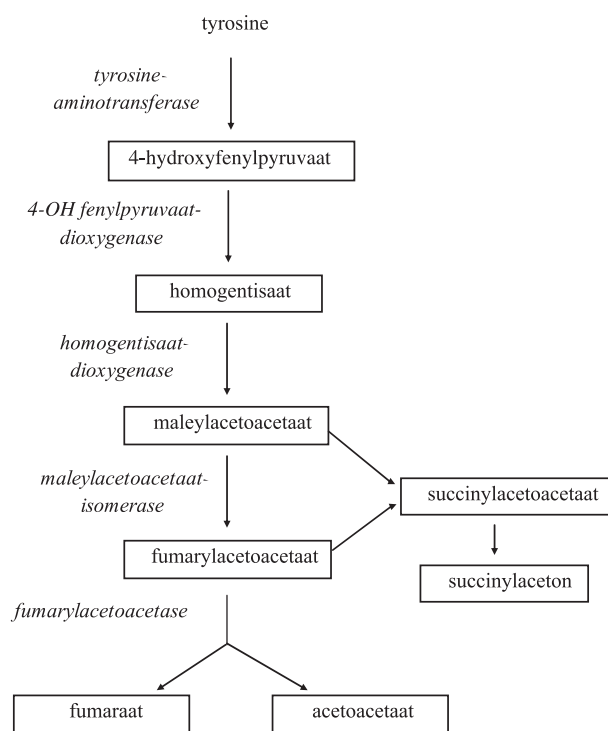 tyrosine
tyrosine-
aminotransferase
4-hydroxyfenylpyruvaat
4-OH fenylpyruvaat-
dioxygenase
homogentisaat
homogentisaat-
dioxygenase
maleylacetoacetaat
maleylacetoacetaat-
isomerase
succinylacetoacetaat
fumarylacetoacetaat
succinylaceton
fumarylacetoacetase
fumaraat
acetoacetaat